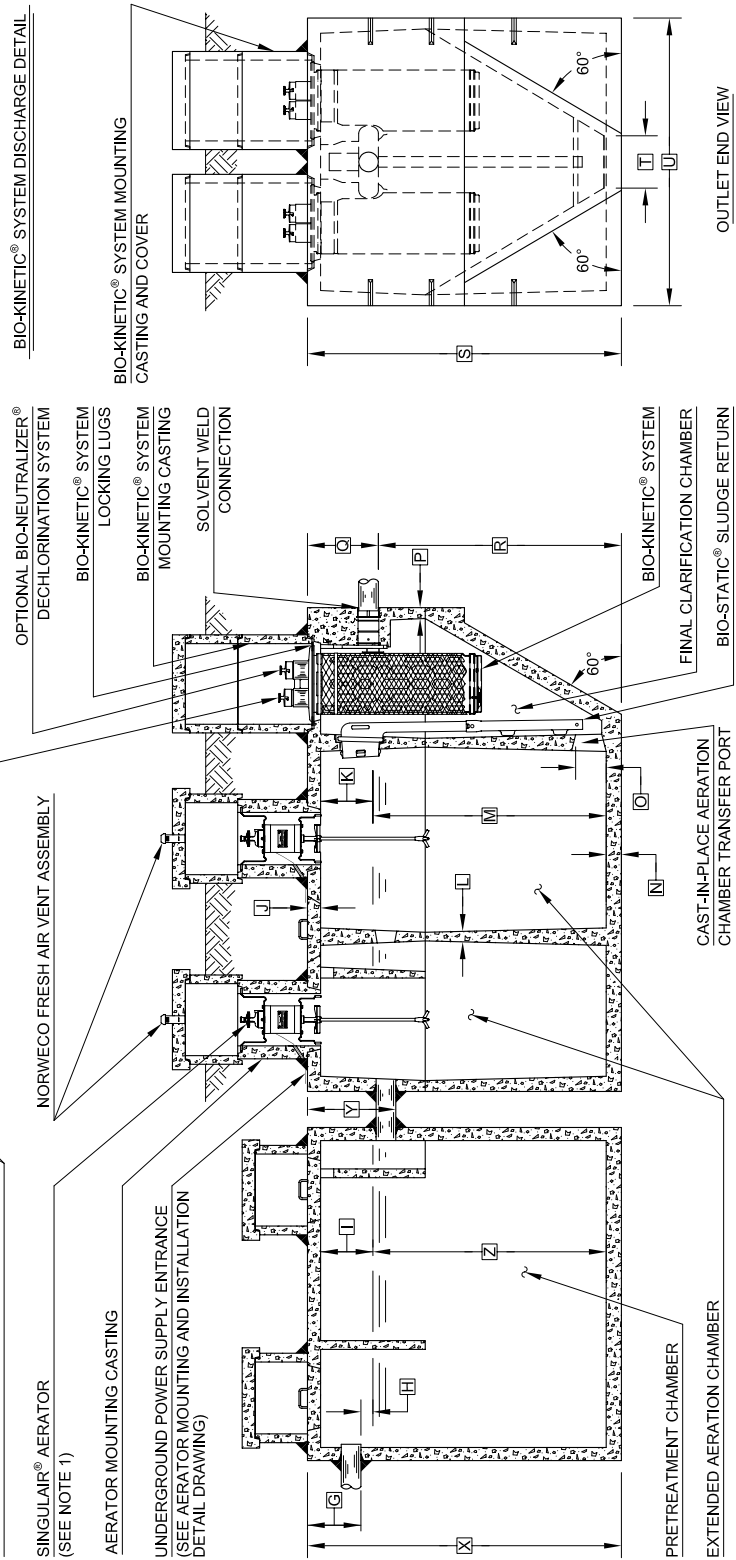 BIO-KINETIC® SYSTEM DISCHARGE DETAIL
BIO-KINETIC® SYSTEM MOUNTING
CASTING AND COVER
60°
60°
S
T
U
OUTLET END VIEW
OPTIONAL BIO-NEUTRALIZER®
DECHLORINATION SYSTEM
BIO-KINETIC® SYSTEM
LOCKING LUGS
BIO-KINETIC® SYSTEM
MOUNTING CASTING
SOLVENT WELD
CONNECTION
NORWECO FRESH AIR VENT ASSEMBLY
SINGULAIR® AERATOR
(SEE NOTE 1)
AERATOR MOUNTING CASTING
UNDERGROUND POWER SUPPLY ENTRANCE
(SEE AERATOR MOUNTING AND INSTALLATION
DETAIL DRAWING)
G
H
I
X
Y
Z
J
K
L
M
N
O
P
Q
R
60°
PRETREATMENT CHAMBER
EXTENDED AERATION CHAMBER
CAST-IN-PLACE AERATION
CHAMBER TRANSFER PORT
BIO-KINETIC® SYSTEM
FINAL CLARIFICATION CHAMBER
BIO-STATIC® SLUDGE RETURN